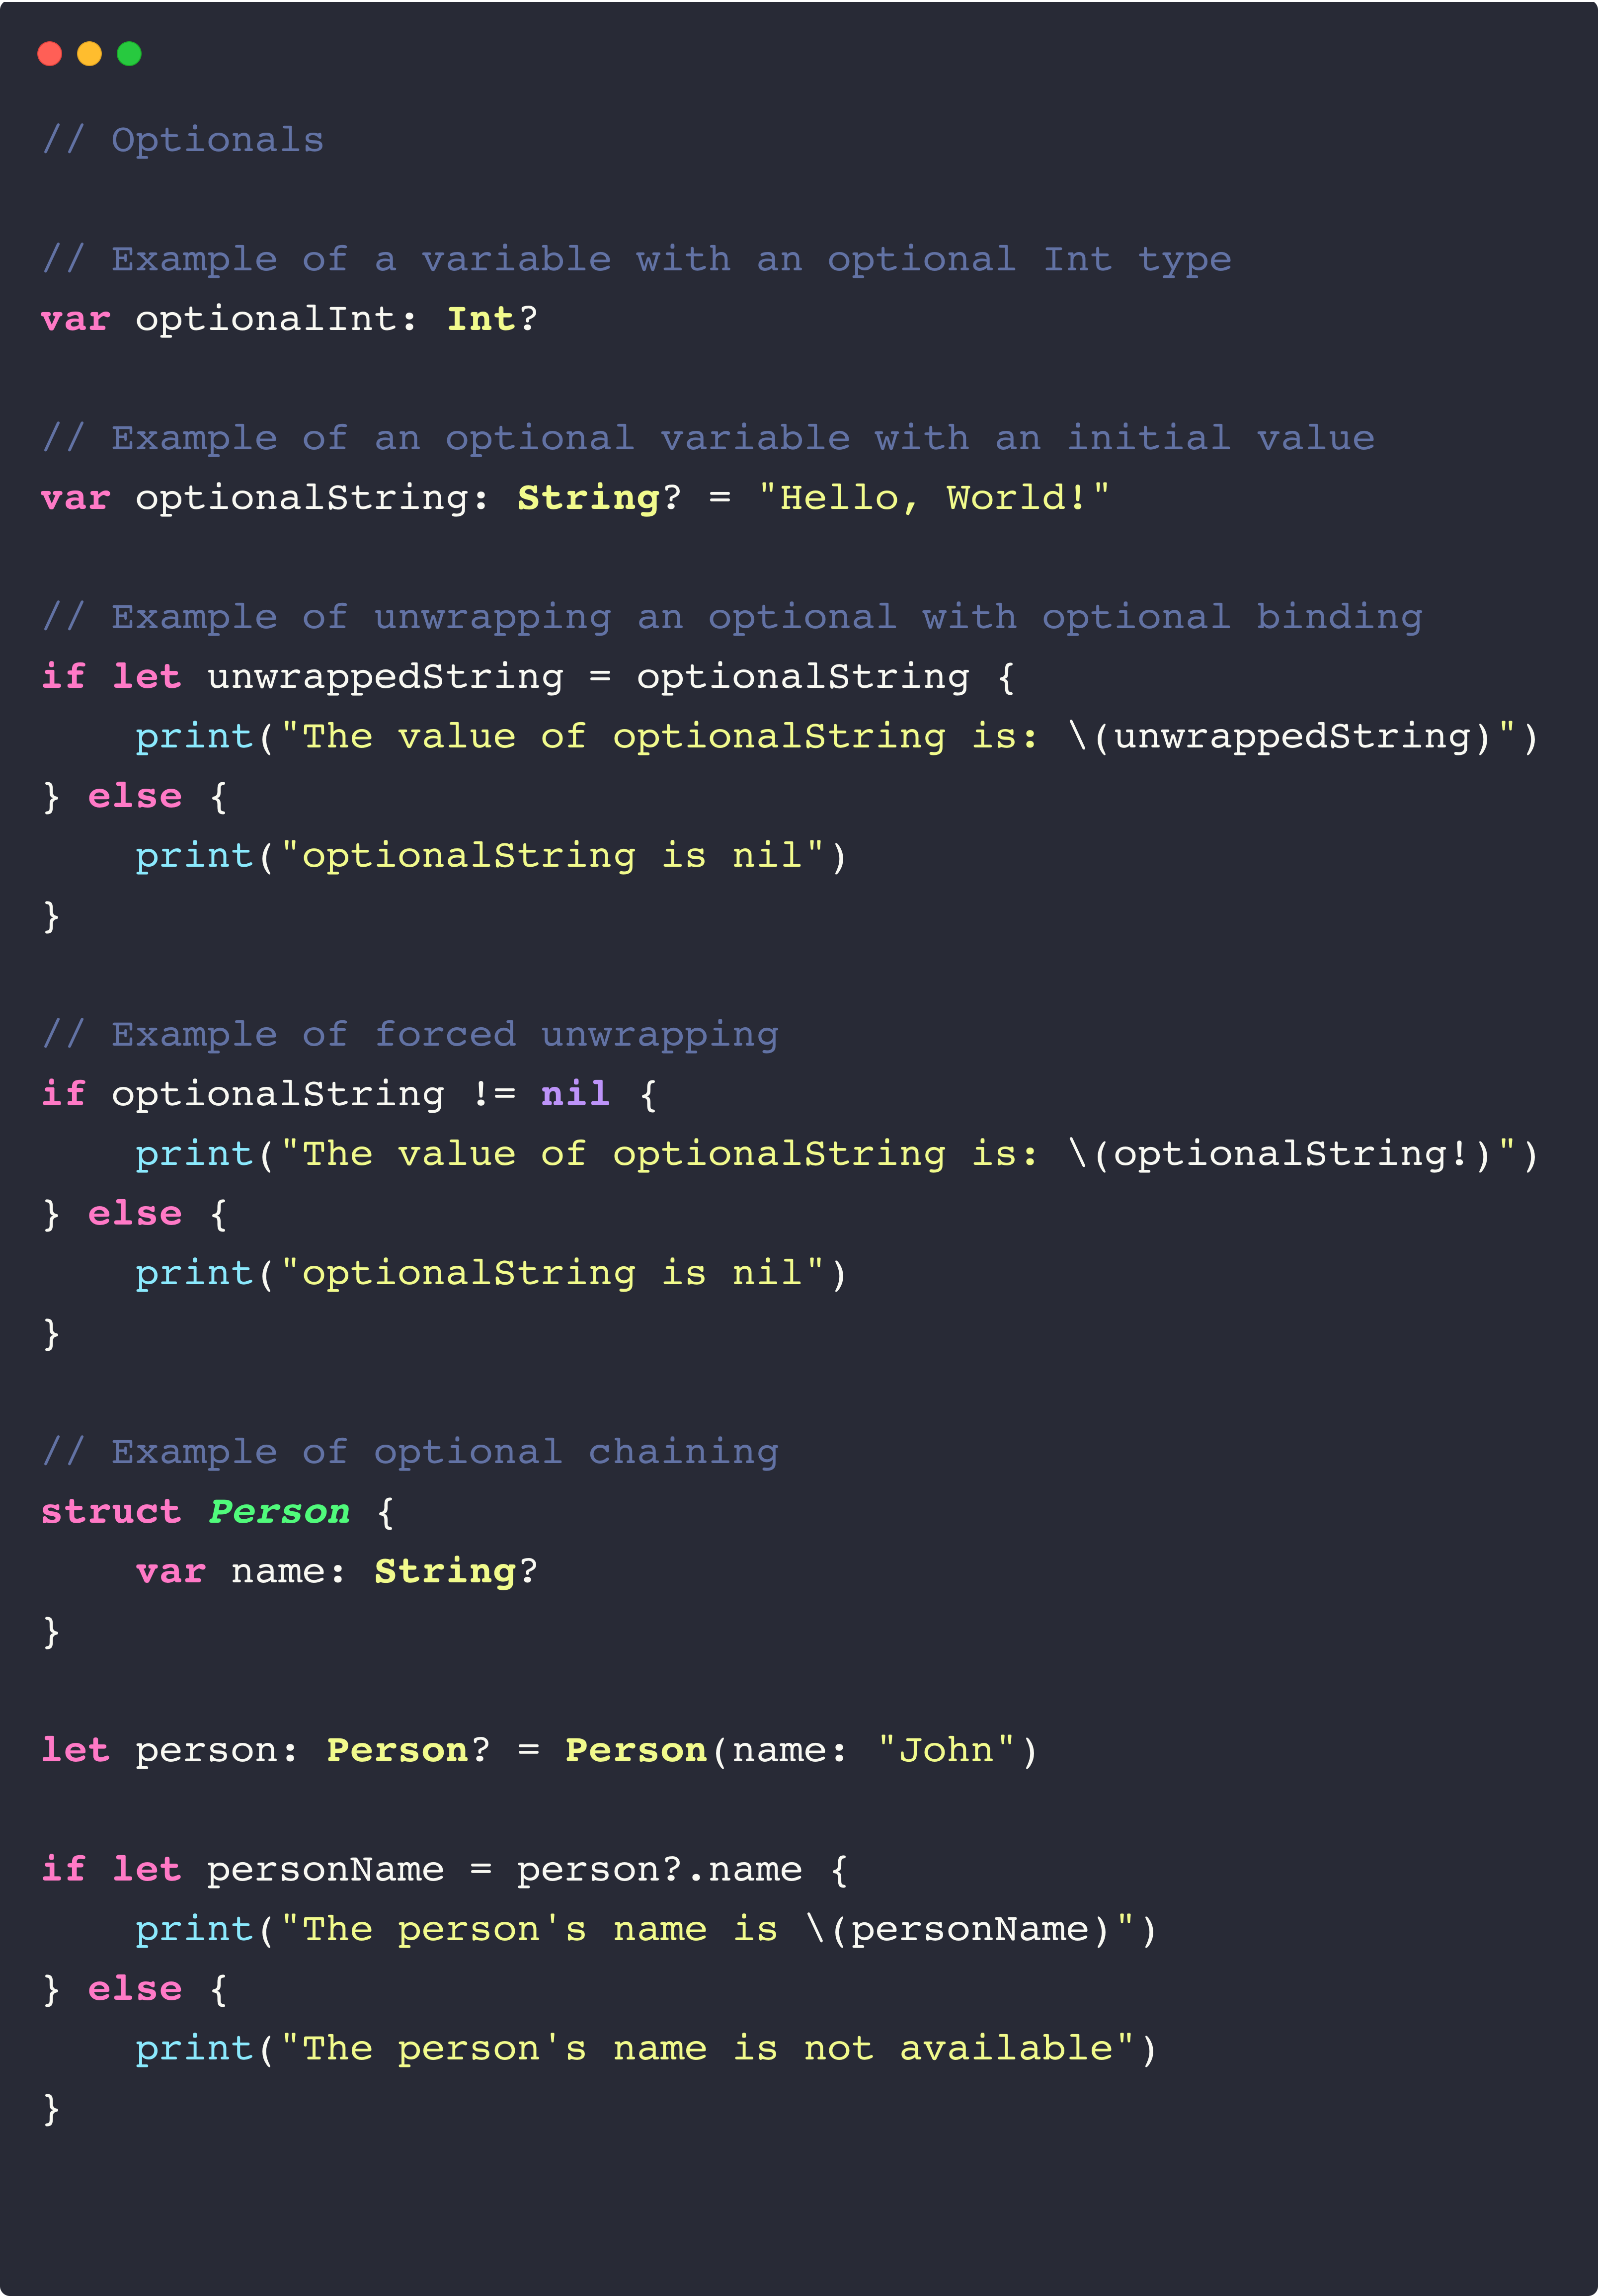 // Optionals
// Example of a variable with an optional Int type
var optionalInt: Int?
// Example of an optional variable with an initial value
var optionalString: String? = "Hello, World!"
// Example of unwrapping an optional with optional binding
if let unwrappedString = optionalString {
    print("The value of optionalString is: \(unwrappedString)")
} else {
    print("optionalString is nil")
}
// Example of forced unwrapping
if optionalString != nil {
    print("The value of optionalString is: \(optionalString!)")
} else {
    print("optionalString is nil")
}
// Example of optional chaining
struct Person {
    var name: String?
}
let person: Person? = Person(name: "John")
if let personName = person?.name {
    print("The person's name is \(personName)")
} else {
    print("The person's name is not available")
}